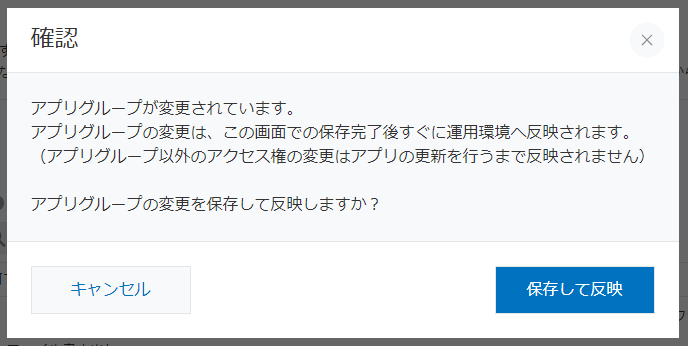 確認
アプリグループが変更されています。
アプリグループの変更は、この画面での保存完了後すぐに運用環境へ反映されます。
（アプリグループ以外のアクセス権の変更はアプリの更新を行うまで反映されません）
アプリグループの変更を保存して反映しますか？
キャンセル
保存して反映